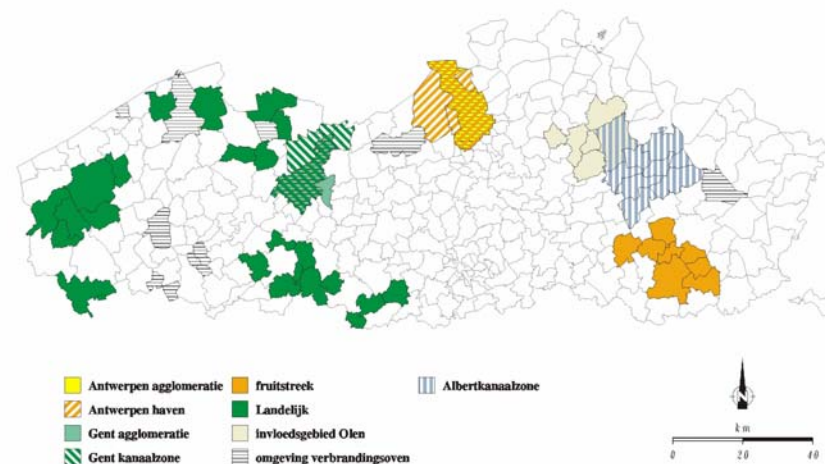 Antwerpen agglomeratie
Antwerpen haven
Gent agglomeratie
Gent kanaalzone
fruitstreek
Landelijk
invloedsgebied Olen
omgeving verbrandingsoven
Albertkanaalzone
N
km
0 20 40